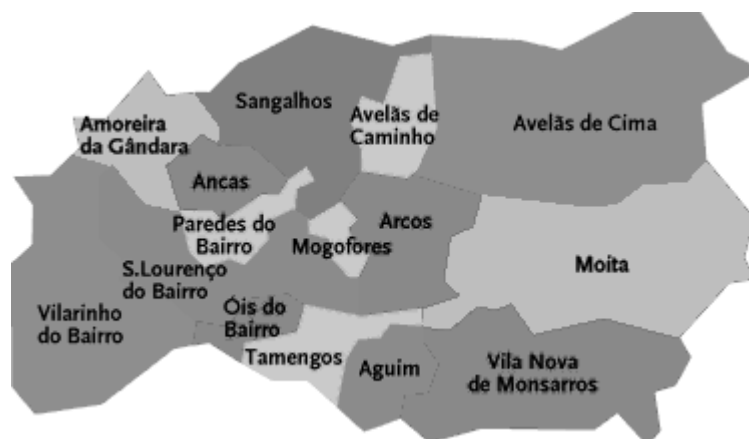 Sangalhos
Avelãs de
Caminho
Avelãs de Cima
Amoreira
da Gândara
Ancas
Paredes do
Bairro
Mogofores
Arcos
Moita
S.Lourenço
do Bairro
Vilarinho
do Bairro
Óis do
Bairro
Tamengos
Aguim
Vila Nova
de Monsarros